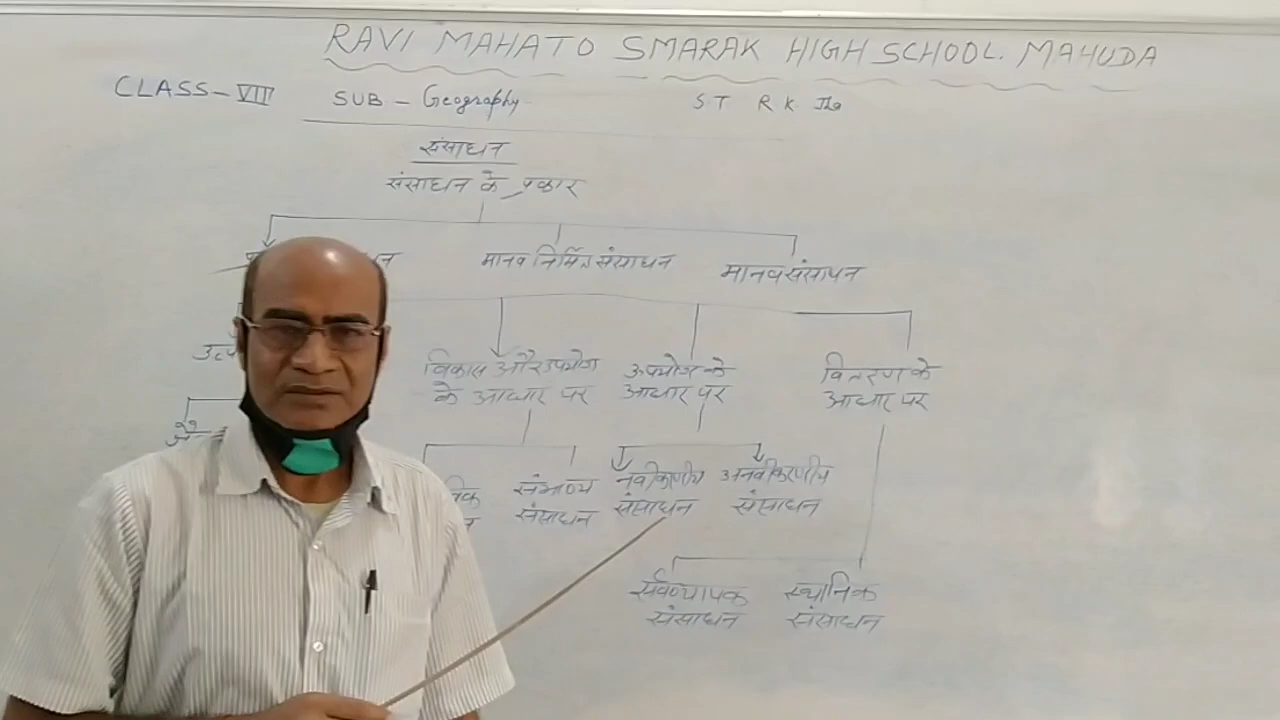 RAVI MAHATO SMARAK HIGH SCHOOL. MAHUDA
CLASS-VIII SUB - Geography S T R K Jha
संसाधन
संसाधन के प्रकार
मानव निर्मित संसाधन मानव संसाधन
विकास और उपयोग उपयोग के वितरण के
के आधार पर आधार पर आधार पर
संभाव्य नवीकरणीय अनवीकरणीय
संसाधन संसाधन संसाधन
सर्वव्यापक स्थानिक
संसाधन संसाधन